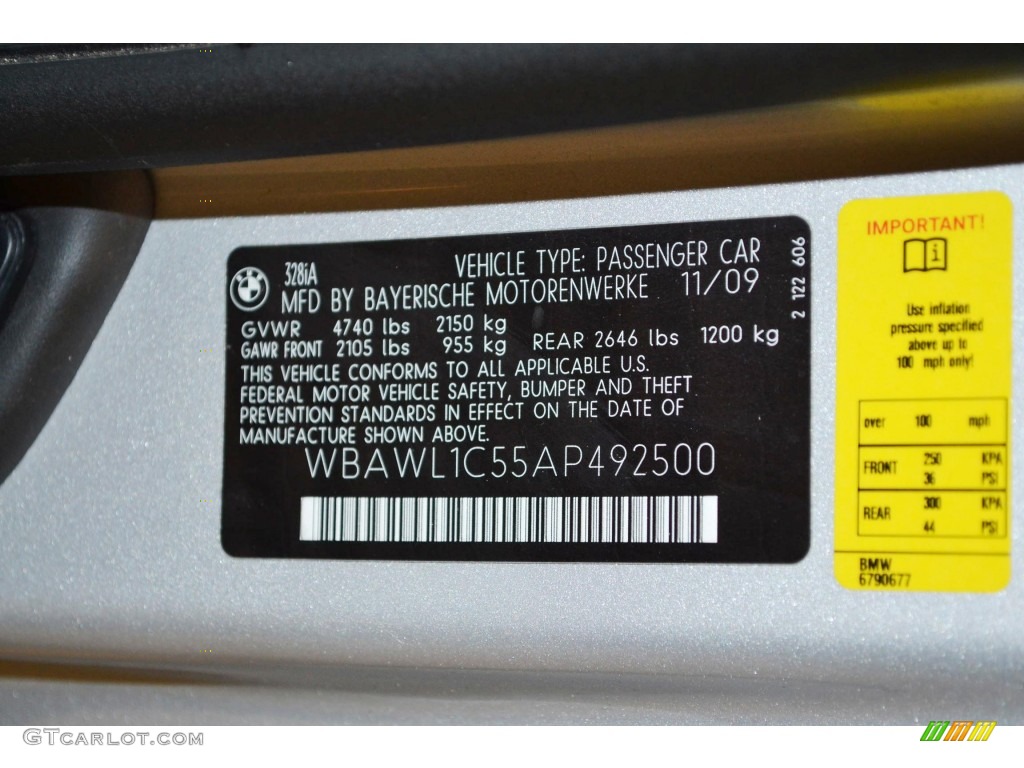 BMW
328iA
VEHICLE TYPE: PASSENGER CAR
MFD BY BAYERISCHE MOTORENWERKE 11/09
GVWR 4740 lbs 2150 kg
GAWR FRONT 2105 lbs 955 kg REAR 2646 lbs 1200 kg
THIS VEHICLE CONFORMS TO ALL APPLICABLE U.S.
FEDERAL MOTOR VEHICLE SAFETY, BUMPER AND THEFT
PREVENTION STANDARDS IN EFFECT ON THE DATE OF
MANUFACTURE SHOWN ABOVE.
WBAWL1C55AP492500
2 122 606
IMPORTANT!
i
Use inflation
pressure specified
above up to
100 mph only!
over 100 mph
FRONT 250 KPA
36 PSI
REAR 300 KPA
44 PSI
BMW
6790677
GTCarlot.com